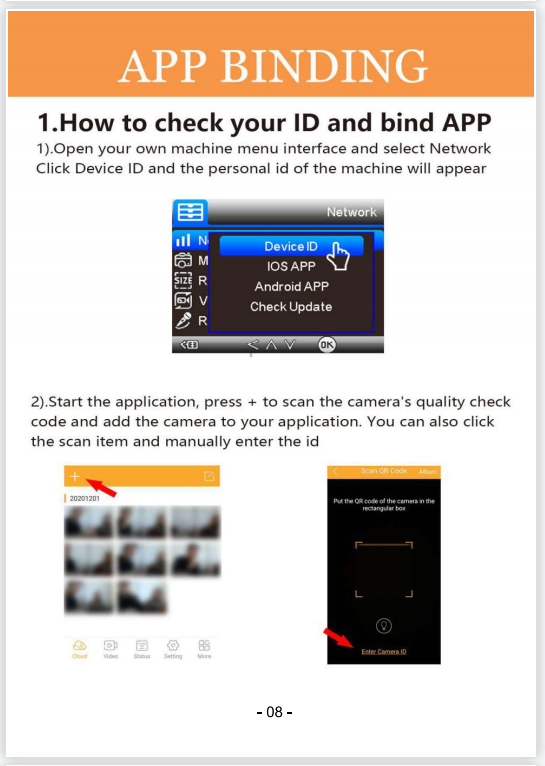 APP BINDING
1.How to check your ID and bind APP
1).Open your own machine menu interface and select Network
Click Device ID and the personal id of the machine will appear
Network
N
Device ID
M
IOS APP
SIZE R
Android APP
V
Check Update
R
OK
2).Start the application, press + to scan the camera's quality check
code and add the camera to your application. You can also click
the scan item and manually enter the id
+
20201201
Cloud Video Status Setting More
Scan QR Code Album
Put the QR code of the camera in the
rectangular box
Enter Camera ID
- 08 -